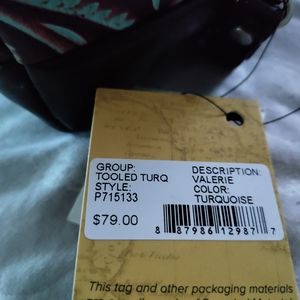 GROUP: DESCRIPTION:
TOOLED TURQ VALERIE
STYLE: COLOR:
P715133 TURQUOISE
$79.00 8 87986 12987 7
This tag and other packaging materials